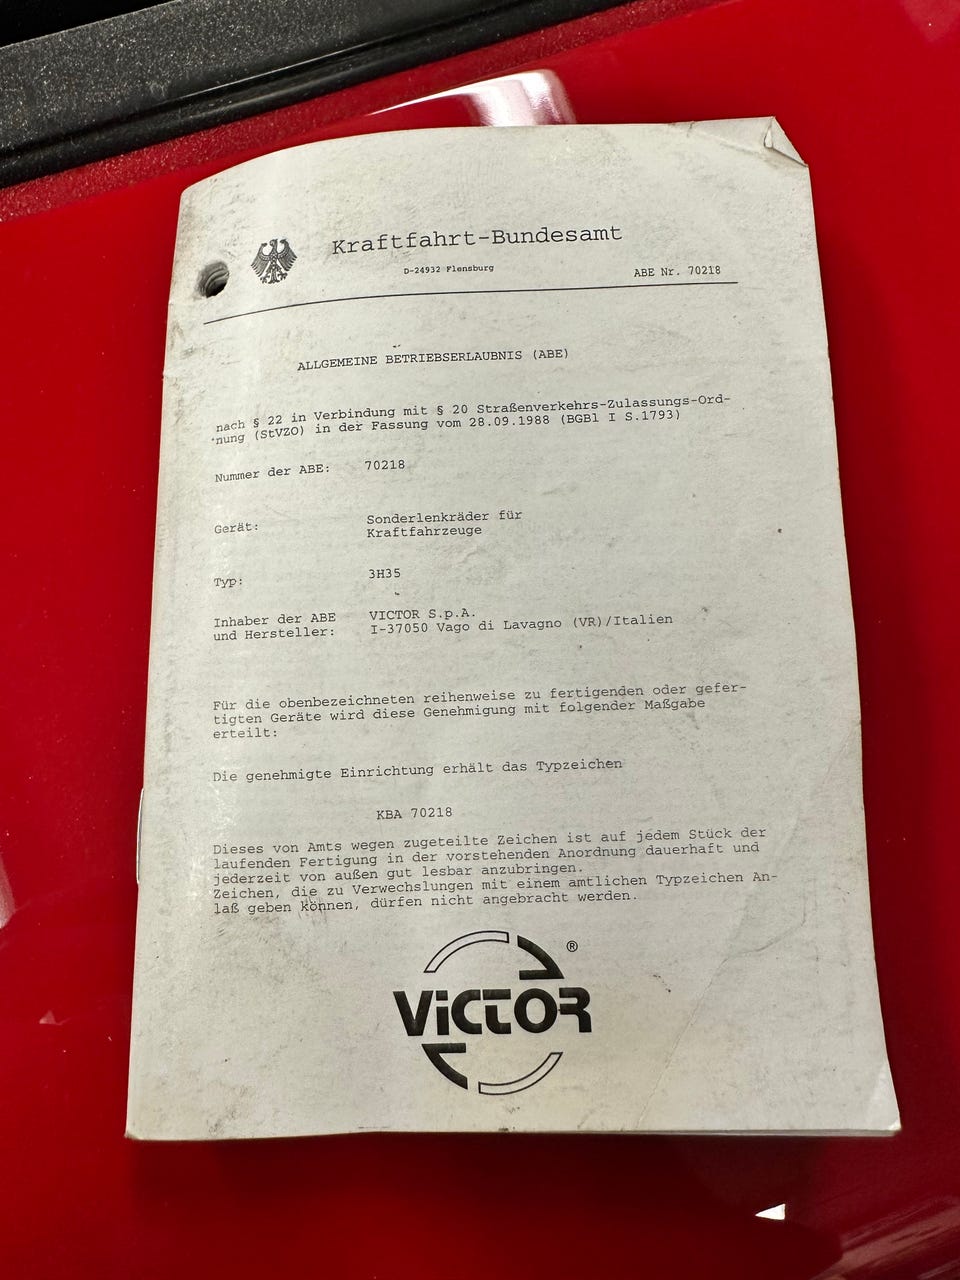 Kraftfahrt-Bundesamt
D-24932 Flensburg
ABE Nr. 70218
ALLGEMEINE BETRIEBSERLAUBNIS (ABE)
nach § 22 in Verbindung mit § 20 Straßenverkehrs-Zulassungs-Ord-
nung (StVZO) in der Fassung vom 28.09.1988 (BGBl I S.1793)
Nummer der ABE: 70218
Gerät: Sonderlenkräder für
Kraftfahrzeuge
Typ: 3H35
Inhaber der ABE VICTOR S.p.A.
und Hersteller: I-37050 Vago di Lavagno (VR)/Italien
Für die obenbezeichneten reihenweise zu fertigenden oder gefer-
tigten Geräte wird diese Genehmigung mit folgender Maßgabe
erteilt:
Die genehmigte Einrichtung erhält das Typzeichen
KBA 70218
Dieses von Amts wegen zugeteilte Zeichen ist auf jedem Stück der
laufenden Fertigung in der vorstehenden Anordnung dauerhaft und
jederzeit von außen gut lesbar anzubringen.
Zeichen, die zu Verwechslungen mit einem amtlichen Typzeichen An-
laß geben können, dürfen nicht angebracht werden.
ViCTOR ®